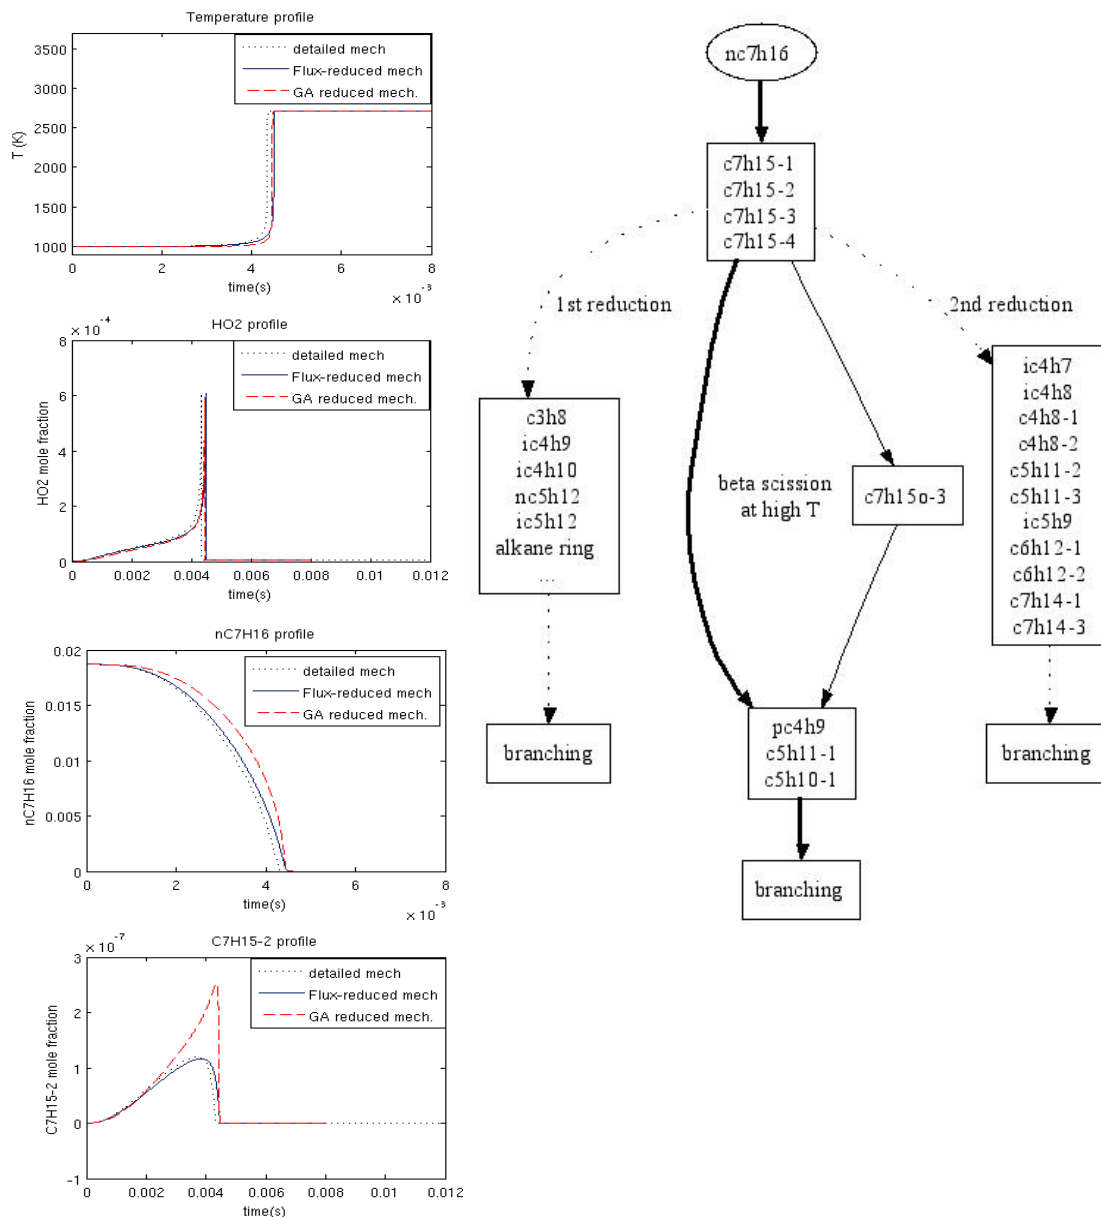 Temperature profile
3500
3000
2500
2000
1500
1000
T (K)
detailed mech
Flux-reduced mech
GA reduced mech.
0
2
4
6
8
time(s)
× 10⁻³
HO2 profile
× 10⁻⁴
8
6
4
2
0
HO2 mole fraction
detailed mech
Flux-reduced mech
GA reduced mech.
0
0.002
0.004
0.006
0.008
0.01
0.012
time(s)
nC7H16 profile
0.02
0.015
0.01
0.005
0
nC7H16 mole fraction
detailed mech
Flux-reduced mech
GA reduced mech.
0
2
4
6
8
time(s)
× 10⁻³
C7H15-2 profile
× 10⁻⁷
3
2
1
0
-1
C7H15-2 mole fraction
detailed mech
Flux-reduced mech
GA reduced mech.
0
0.002
0.004
0.006
0.008
0.01
0.012
time(s)
nc7h16
c7h15-1
c7h15-2
c7h15-3
c7h15-4
1st reduction
2nd reduction
c3h8
ic4h9
ic4h10
nc5h12
ic5h12
alkane ring
...
beta scission
at high T
c7h15o-3
ic4h7
ic4h8
c4h8-1
c4h8-2
c5h11-2
c5h11-3
ic5h9
c6h12-1
c6h12-2
c7h14-1
c7h14-3
branching
pc4h9
c5h11-1
c5h10-1
branching
branching